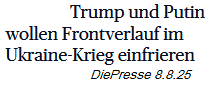 Trump und Putin
wollen Frontverlauf im
Ukraine-Krieg einfrieren
DiePresse 8.8.25